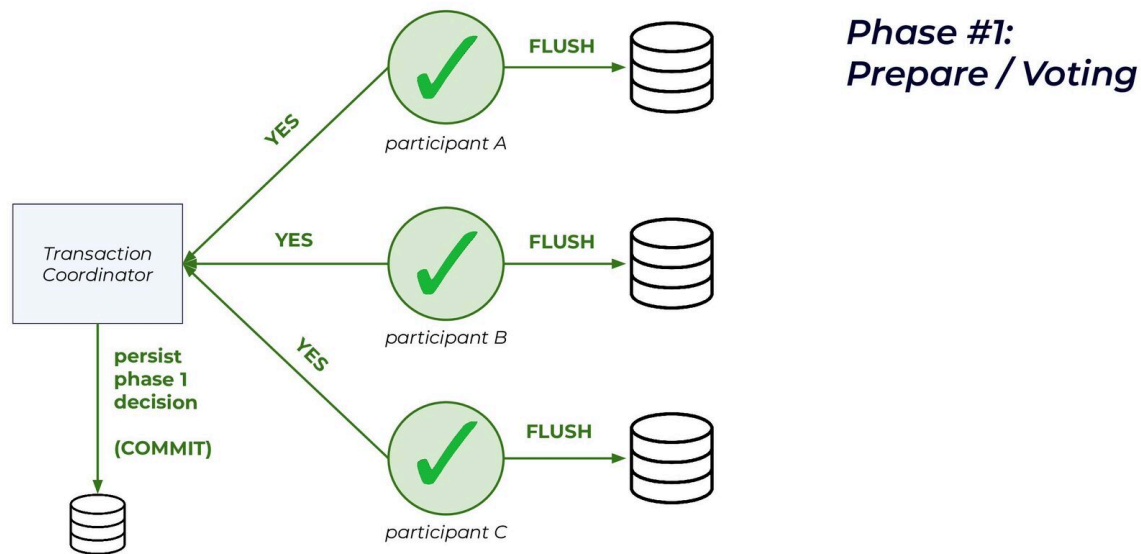 Phase #1:
Prepare / Voting
FLUSH
YES
participant A
Transaction
Coordinator
YES
FLUSH
participant B
persist
phase 1
decision
(COMMIT)
YES
FLUSH
participant C